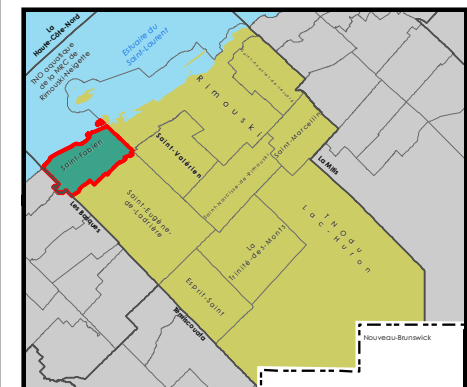 La
Haute-Côte-Nord
TNO aquatique
de la MRC de
Rimouski-Neigette
Estuaire du
Saint-Laurent
Rimouski
Saint-Marcellin
Saint-Fabien
Saint-Valérien
La Mitis
Saint-Narcisse-de-Rimouski
Les Basques
Saint-Eugène-
de-Ladrière
La
Trinité-des-Monts
TNO du
Lac-Huron
Esprit-Saint
Témiscouata
Nouveau-Brunswick